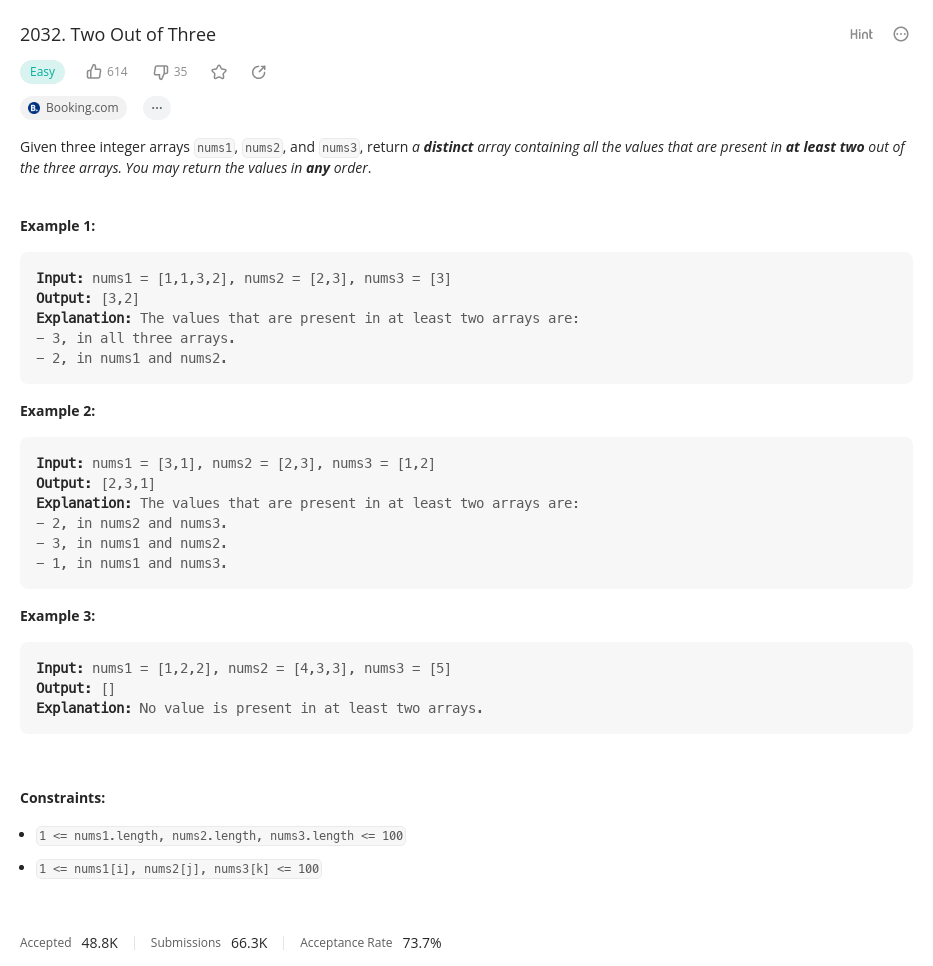 2032. Two Out of Three
Hint
Easy 614 35
B. Booking.com ...
Given three integer arrays nums1, nums2, and nums3, return a distinct array containing all the values that are present in at least two out of
the three arrays. You may return the values in any order.
Example 1:
Input: nums1 = [1,1,3,2], nums2 = [2,3], nums3 = [3]
Output: [3,2]
Explanation: The values that are present in at least two arrays are:
- 3, in all three arrays.
- 2, in nums1 and nums2.
Example 2:
Input: nums1 = [3,1], nums2 = [2,3], nums3 = [1,2]
Output: [2,3,1]
Explanation: The values that are present in at least two arrays are:
- 2, in nums2 and nums3.
- 3, in nums1 and nums2.
- 1, in nums1 and nums3.
Example 3:
Input: nums1 = [1,2,2], nums2 = [4,3,3], nums3 = [5]
Output: []
Explanation: No value is present in at least two arrays.
Constraints:
• 1 <= nums1.length, nums2.length, nums3.length <= 100
• 1 <= nums1[i], nums2[j], nums3[k] <= 100
Accepted 48.8K Submissions 66.3K Acceptance Rate 73.7%